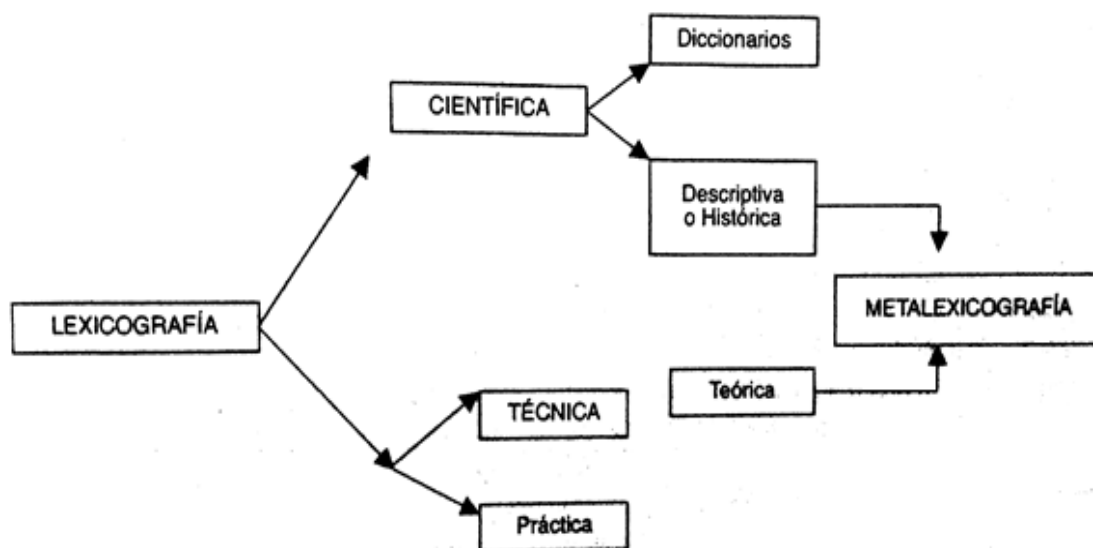 Diccionarios
CIENTÍFICA
Descriptiva
o Histórica
METALEXICOGRAFÍA
LEXICOGRAFÍA
Teórica
TÉCNICA
Práctica